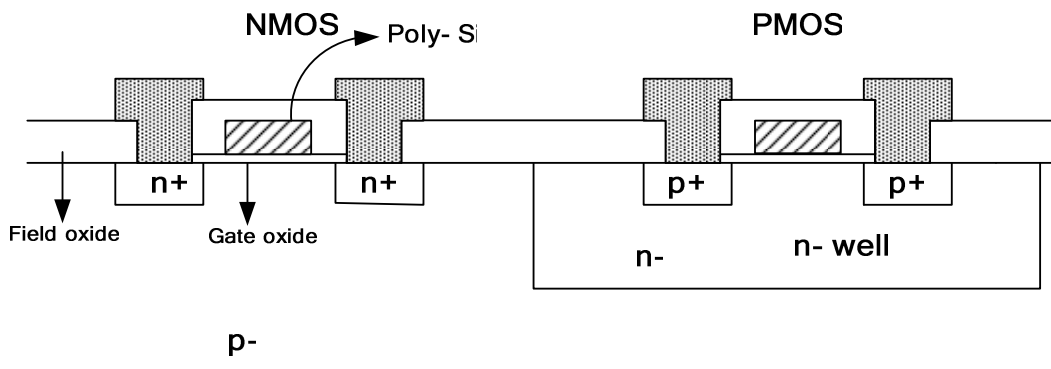 NMOS
PMOS
Poly- Si
n+
n+
p+
p+
Field oxide
Gate oxide
n-
n- well
p-